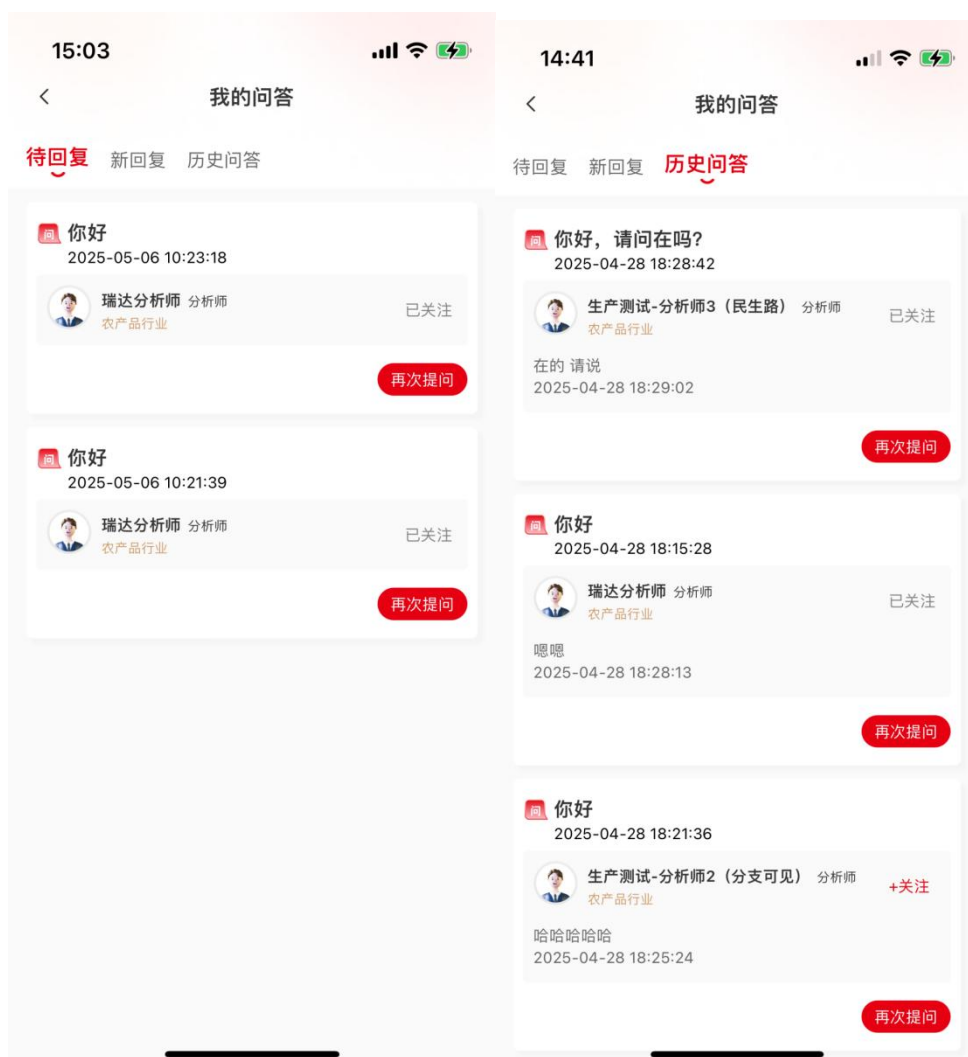 15:03
我的问答
待回复 新回复 历史问答
问 你好
2025-05-06 10:23:18
瑞达分析师 分析师
农产品行业
已关注
再次提问
问 你好
2025-05-06 10:21:39
瑞达分析师 分析师
农产品行业
已关注
再次提问
14:41
我的问答
待回复 新回复 历史问答
问 你好，请问在吗?
2025-04-28 18:28:42
生产测试-分析师3（民生路） 分析师
农产品行业
已关注
在的 请说
2025-04-28 18:29:02
再次提问
问 你好
2025-04-28 18:15:28
瑞达分析师 分析师
农产品行业
已关注
嗯嗯
2025-04-28 18:28:13
再次提问
问 你好
2025-04-28 18:21:36
生产测试-分析师2（分支可见） 分析师
农产品行业
+关注
哈哈哈哈哈
2025-04-28 18:25:24
再次提问